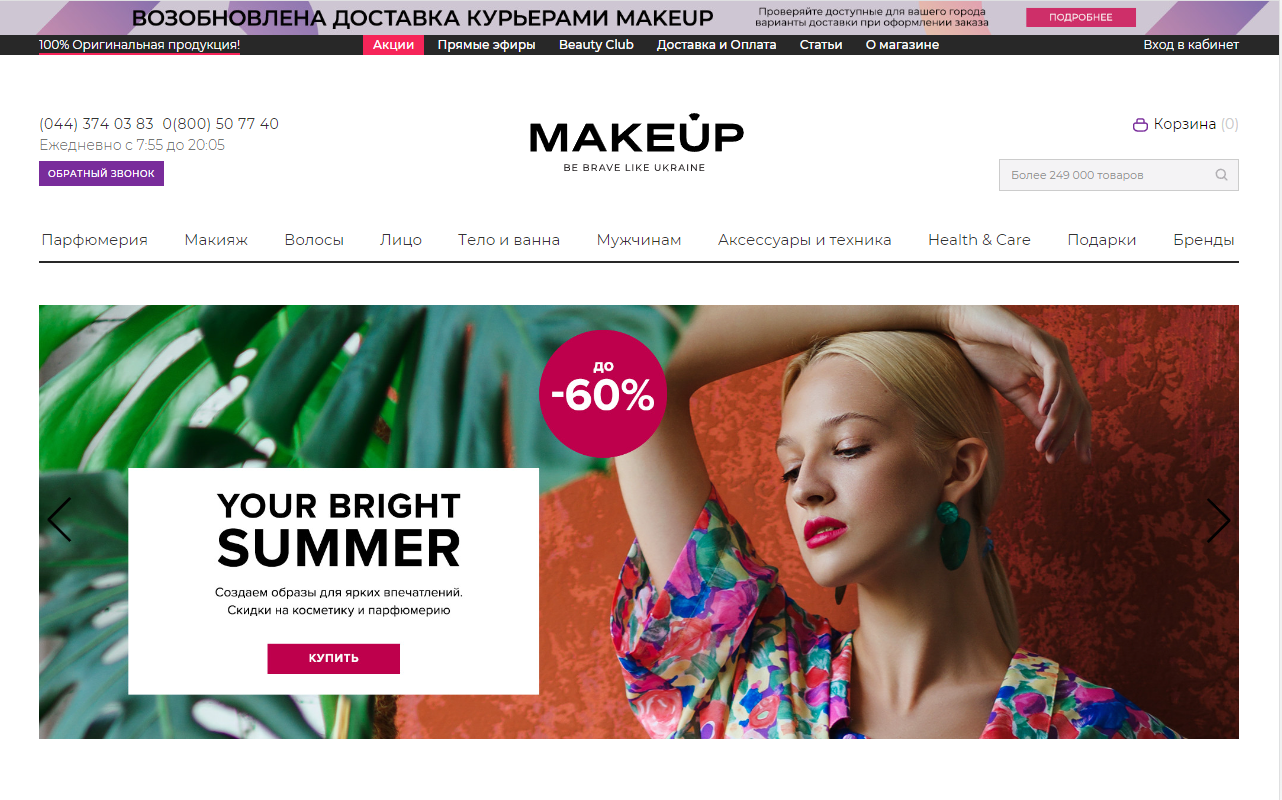 ВОЗОБНОВЛЕНА ДОСТАВКА КУРЬЕРАМИ MAKEUP
Проверяйте доступные для вашего города
варианты доставки при оформлении заказа
ПОДРОБНЕЕ
100% Оригинальная продукция!
Акции
Прямые эфиры
Beauty Club
Доставка и Оплата
Статьи
О магазине
Вход в кабинет
(044) 374 03 83 0(800) 50 77 40
Ежедневно с 7:55 до 20:05
ОБРАТНЫЙ ЗВОНОК
MAKEUP
BE BRAVE LIKE UKRAINE
Корзина (0)
Более 249 000 товаров
Парфюмерия
Макияж
Волосы
Лицо
Тело и ванна
Мужчинам
Аксессуары и техника
Health & Care
Подарки
Бренды
до
-60%
YOUR BRIGHT
SUMMER
Создаем образы для ярких впечатлений.
Скидки на косметику и парфюмерию
КУПИТЬ